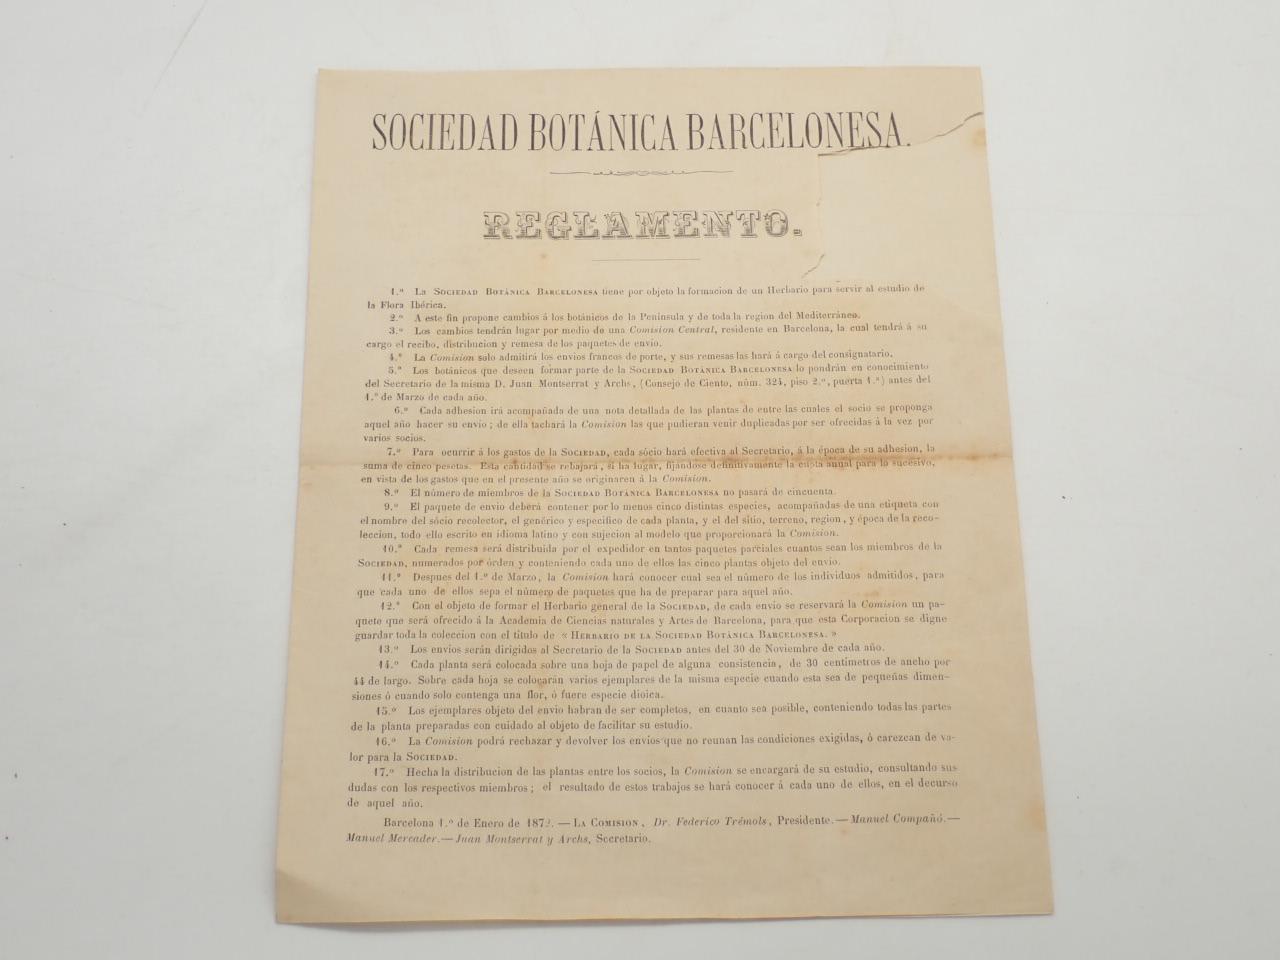 SOCIEDAD BOTÁNICA BARCELONESA.
REGLAMENTO.
1.º La Sociedad Botánica Barcelonesa tiene por objeto la formacion de un Herbario para servir al estudio de
la Flora Ibérica.
2.º A este fin propone cambios á los botánicos de la Península y de toda la region del Mediterráneo.
3.º Los cambios tendrán lugar por medio de una Comision Central, residente en Barcelona, la cual tendrá á su
cargo el recibo, distribucion y remesa de los paquetes de envio.
4.º La Comision solo admitirá los envios francos de porte, y sus remesas las hará á cargo del consignatario.
5.º Los botánicos que deseen formar parte de la Sociedad Botánica Barcelonesa lo pondrán en conocimiento
del Secretario de la misma D. Juan Montserrat y Archs, (Consejo de Ciento, núm. 324, piso 2.º, puerta 1.ª) antes del
1.º de Marzo de cada año.
6.º Cada adhesion irá acompañada de una nota detallada de las plantas de entre las cuales el socio se proponga
aquel año hacer su envio; de ella tachará la Comision las que pudieran venir duplicadas por ser ofrecidas á la vez por
varios socios.
7.º Para ocurrir á los gastos de la Sociedad, cada sócio hará efectiva al Secretario, á la época de su adhesion, la
suma de cinco pesetas. Esta cantidad se rebajará, si ha lugar, fijándose definitivamente la cuota anual para lo sucesivo,
en vista de los gastos que en el presente año se originaren á la Comision.
8.º El número de miembros de la Sociedad Botánica Barcelonesa no pasará de cincuenta.
9.º El paquete de envio deberá contener por lo menos cinco distintas especies, acompañadas de una etiqueta con
el nombre del sócio recolector, el genérico y específico de cada planta, y el del sitio, terreno, region, y época de la reco-
leccion, todo ello escrito en idioma latino y con sujecion al modelo que proporcionará la Comision.
10.º Cada remesa será distribuida por el expedidor en tantos paquetes parciales cuantos sean los miembros de la
Sociedad, numerados por órden y conteniendo cada uno de ellos las cinco plantas objeto del envio.
11.º Despues del 1.º de Marzo, la Comision hará conocer cual sea el número de los individuos admitidos, para
que cada uno de ellos sepa el número de paquetes que ha de preparar para aquel año.
12.º Con el objeto de formar el Herbario general de la Sociedad, de cada envio se reservará la Comision un pa-
quete que será ofrecido á la Academia de Ciencias naturales y Artes de Barcelona, para que esta Corporacion se digne
guardar toda la coleccion con el título de « Herbario de la Sociedad Botánica Barcelonesa. »
13.º Los envios serán dirigidos al Secretario de la Sociedad antes del 30 de Noviembre de cada año.
14.º Cada planta será colocada sobre una hoja de papel de alguna consistencia, de 30 centímetros de ancho por
44 de largo. Sobre cada hoja se colocarán varios ejemplares de la misma especie cuando esta sea de pequeñas dimen-
siones ó cuando solo contenga una flor, ó fuere especie dióica.
15.º Los ejemplares objeto del envio habran de ser completos, en cuanto sea posible, conteniendo todas las partes
de la planta preparadas con cuidado al objeto de facilitar su estudio.
16.º La Comision podrá rechazar y devolver los envíos que no reunan las condiciones exigidas, ó carezcan de va-
lor para la Sociedad.
17.º Hecha la distribucion de las plantas entre los socios, la Comision se encargará de su estudio, consultando sus
dudas con los respectivos miembros; el resultado de estos trabajos se hará conocer á cada uno de ellos, en el decurso
de aquel año.
Barcelona 1.º de Enero de 1872. — La Comision, Dr. Federico Trémols, Presidente. — Manuel Compañó. —
Manuel Mercader. — Juan Montserrat y Archs, Secretario.